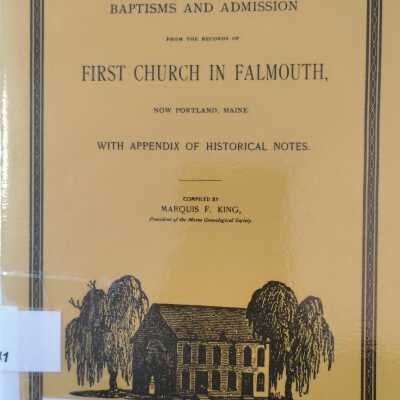 BAPTISMS AND ADMISSION
FROM THE RECORDS OF
FIRST CHURCH IN FALMOUTH,
NOW PORTLAND, MAINE
WITH APPENDIX OF HISTORICAL NOTES.
COMPILED BY
MARQUIS F. KING,
President of the Maine Genealogical Society.
1